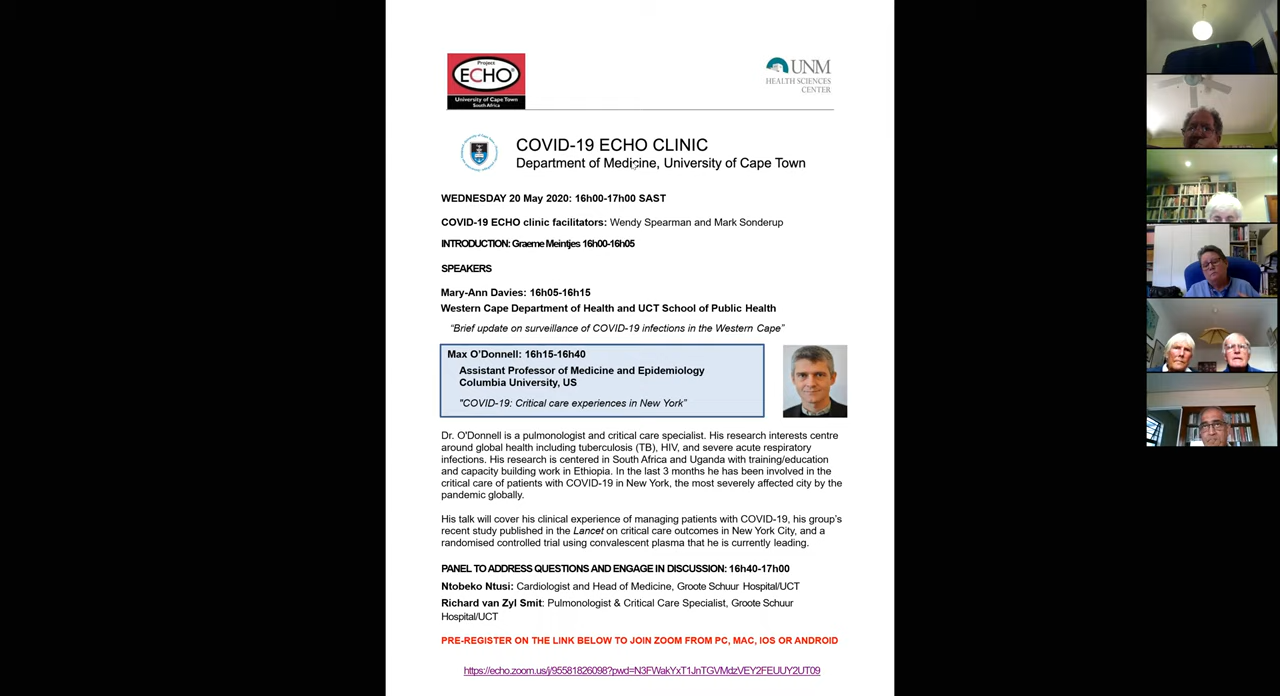 Project
ECHO®
University of Cape Town
South Africa
UNM
HEALTH SCIENCES
CENTER
COVID-19 ECHO CLINIC
Department of Medicine, University of Cape Town
WEDNESDAY 20 May 2020: 16h00-17h00 SAST
COVID-19 ECHO clinic facilitators: Wendy Spearman and Mark Sonderup
INTRODUCTION: Graeme Meintjes 16h00-16h05
SPEAKERS
Mary-Ann Davies: 16h05-16h15
Western Cape Department of Health and UCT School of Public Health
“Brief update on surveillance of COVID-19 infections in the Western Cape”
Max O’Donnell: 16h15-16h40
Assistant Professor of Medicine and Epidemiology
Columbia University, US
"COVID-19: Critical care experiences in New York”
Dr. O'Donnell is a pulmonologist and critical care specialist. His research interests centre
around global health including tuberculosis (TB), HIV, and severe acute respiratory
infections. His research is centered in South Africa and Uganda with training/education
and capacity building work in Ethiopia. In the last 3 months he has been involved in the
critical care of patients with COVID-19 in New York, the most severely affected city by the
pandemic globally.
His talk will cover his clinical experience of managing patients with COVID-19, his group’s
recent study published in the Lancet on critical care outcomes in New York City, and a
randomised controlled trial using convalescent plasma that he is currently leading.
PANEL TO ADDRESS QUESTIONS AND ENGAGE IN DISCUSSION: 16h40-17h00
Ntobeko Ntusi: Cardiologist and Head of Medicine, Groote Schuur Hospital/UCT
Richard van Zyl Smit: Pulmonologist & Critical Care Specialist, Groote Schuur
Hospital/UCT
PRE-REGISTER ON THE LINK BELOW TO JOIN ZOOM FROM PC, MAC, IOS OR ANDROID
https://echo.zoom.us/j/95581826098?pwd=N3FWakYxT1JnTGVMdzVEY2FEUUY2UT09